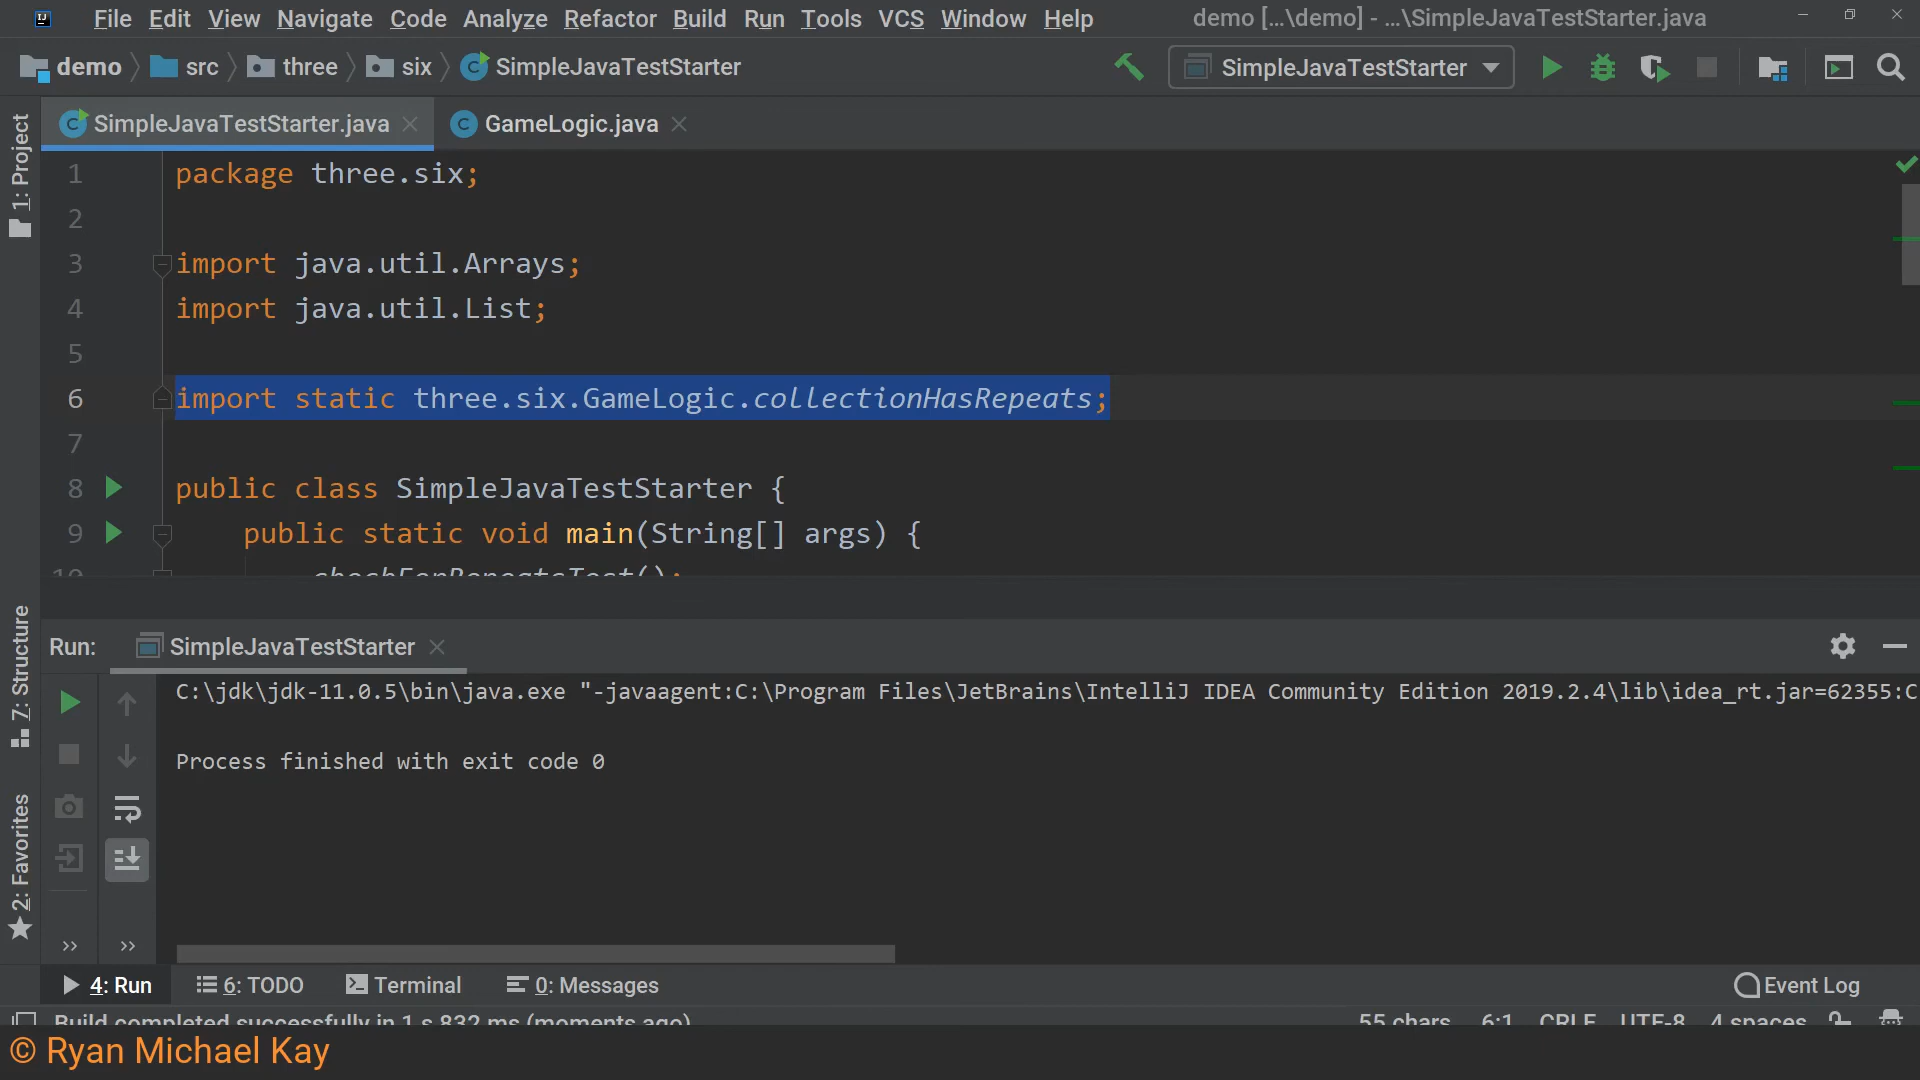 File Edit View Navigate Code Analyze Refactor Build Run Tools VCS Window Help demo [...\demo] - ...\SimpleJavaTestStarter.java
demo src three six SimpleJavaTestStarter SimpleJavaTestStarter
SimpleJavaTestStarter.java GameLogic.java
1: Project
1 package three.six;
2
3 import java.util.Arrays;
4 import java.util.List;
5
6 import static three.six.GameLogic.collectionHasRepeats;
7
8 public class SimpleJavaTestStarter {
9 public static void main(String[] args) {
10 checkForRepeatsTest();
7: Structure
Run: SimpleJavaTestStarter
C:\jdk\jdk-11.0.5\bin\java.exe "-javaagent:C:\Program Files\JetBrains\IntelliJ IDEA Community Edition 2019.2.4\lib\idea_rt.jar=62355:C
Process finished with exit code 0
2: Favorites
4: Run 6: TODO Terminal 0: Messages Event Log
Build completed successfully in 1 s 832 ms (moments ago) 55 chars 6:1 CRLF UTF-8 4 spaces
© Ryan Michael Kay